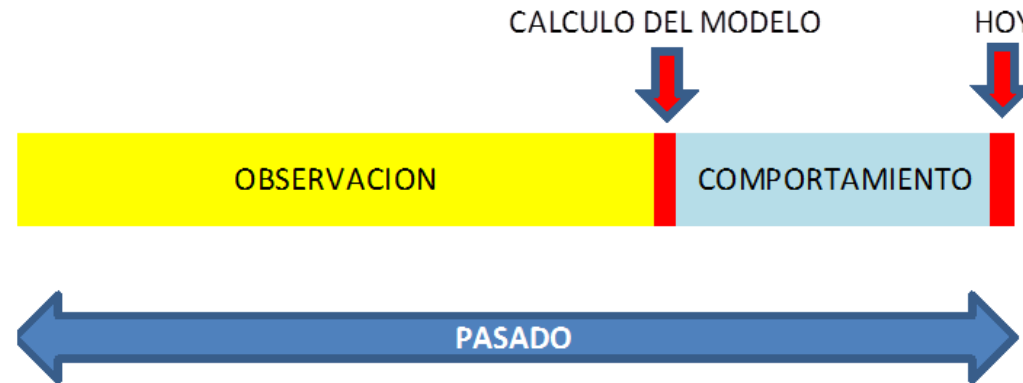 CALCULO DEL MODELO
HOY
OBSERVACION
COMPORTAMIENTO
PASADO